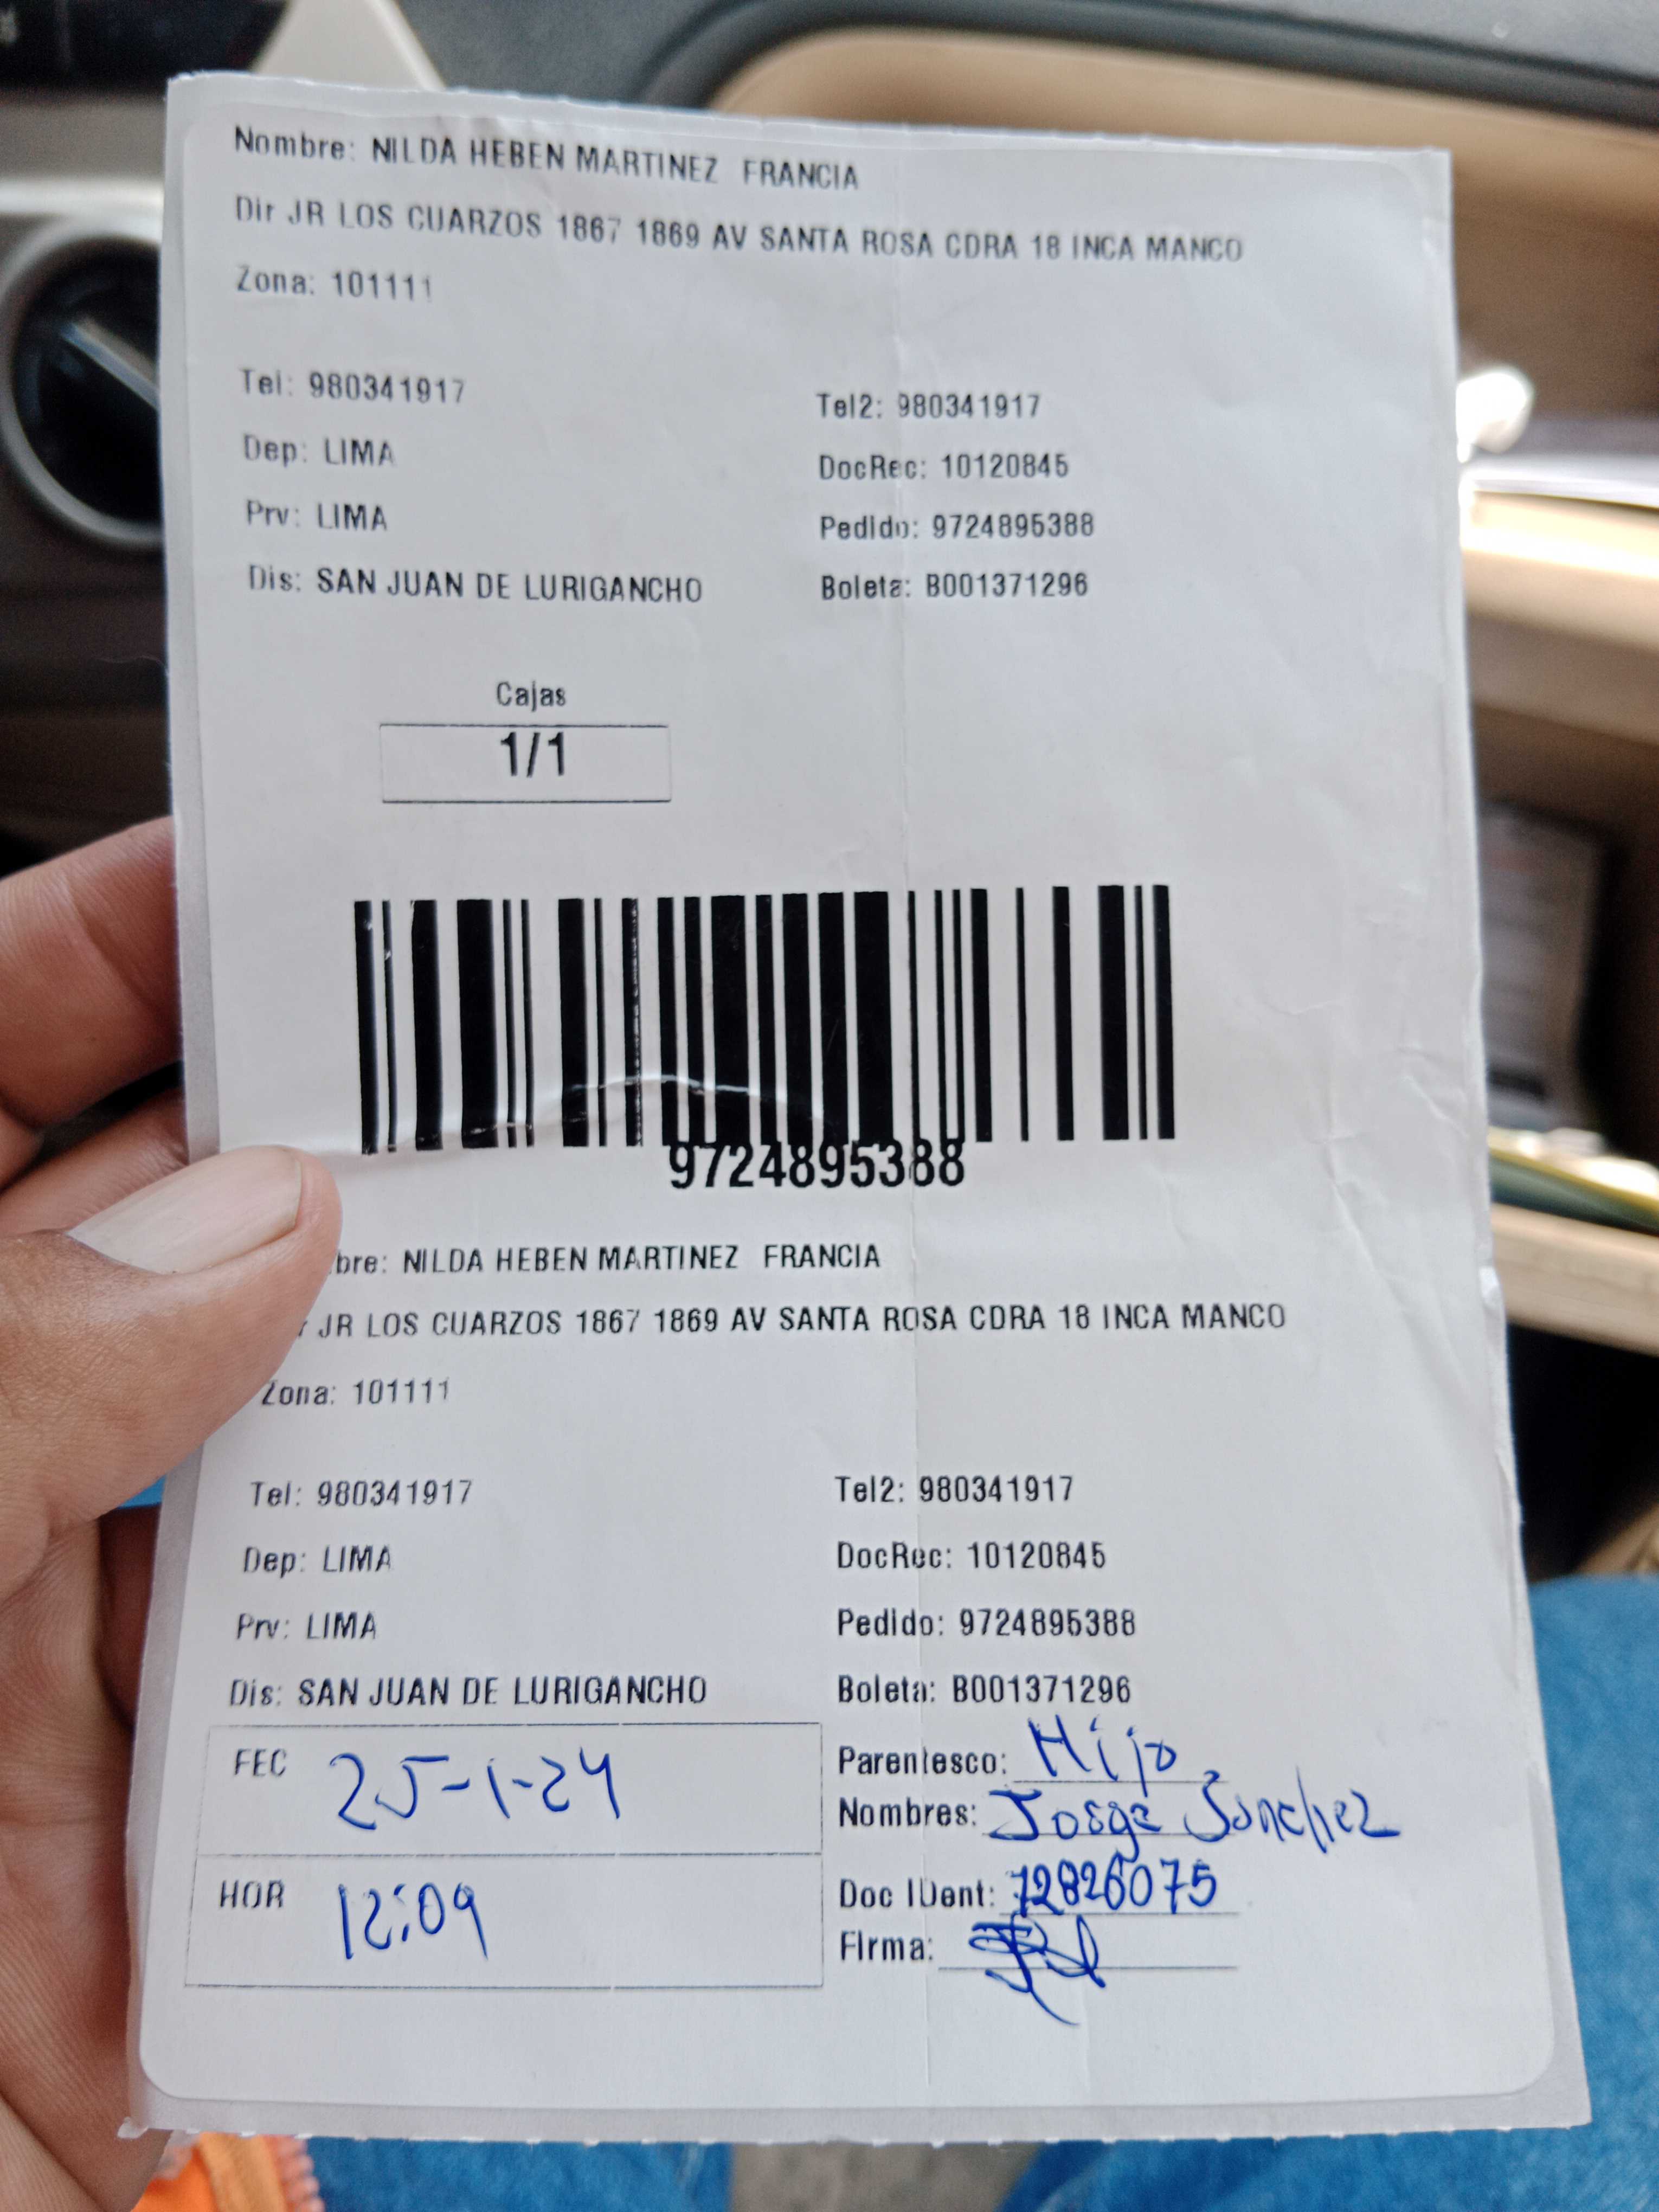 Nombre: NILDA HEBEN MARTINEZ FRANCIA
Dir JR LOS CUARZOS 1867 1869 AV SANTA ROSA CDRA 18 INCA MANCO
Zona: 101111
Tel: 980341917 Tel2: 980341917
Dep: LIMA DocRec: 10120845
Prv: LIMA Pedido: 9724895388
Dis: SAN JUAN DE LURIGANCHO Boleta: B001371296
Cajas
1/1
9724895388
bre: NILDA HEBEN MARTINEZ FRANCIA
r JR LOS CUARZOS 1867 1869 AV SANTA ROSA CDRA 18 INCA MANCO
Zona: 101111
Tel: 980341917 Tel2: 980341917
Dep: LIMA DocRec: 10120845
Prv: LIMA Pedido: 9724895388
Dis: SAN JUAN DE LURIGANCHO Boleta: B001371296
FEC 25-1-24 Parentesco: Hijo
Nombres: Jorge Sanchez
HOR 12:09 Doc IDent: 72826075
Firma: